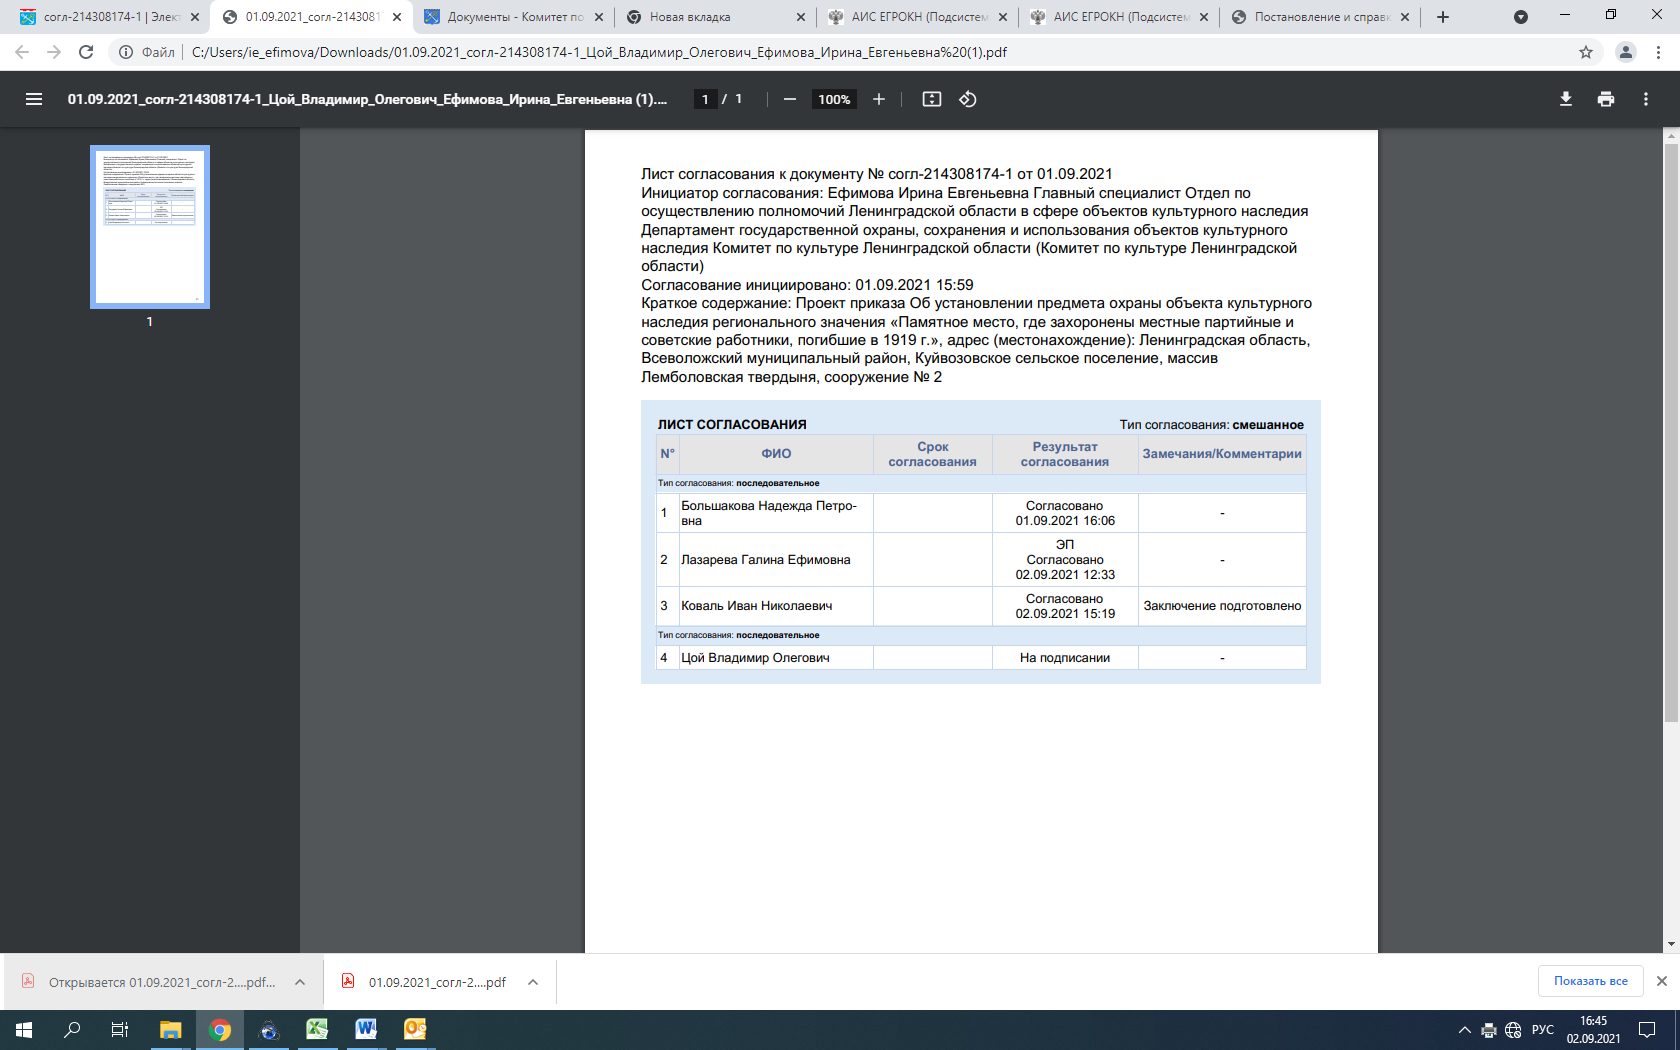 согл-214308174-1 | Элект
01.09.2021_согл-2143081
Документы - Комитет по
Новая вкладка
АИС ЕГРОКН (Подсистем
АИС ЕГРОКН (Подсистем
Постановление и справк
Файл
C:/Users/ie_efimova/Downloads/01.09.2021_согл-214308174-1_Цой_Владимир_Олегович_Ефимова_Ирина_Евгеньевна%20(1).pdf
01.09.2021_согл-214308174-1_Цой_Владимир_Олегович_Ефимова_Ирина_Евгеньевна (1)....
1 / 1
100%
1
Лист согласования к документу № согл-214308174-1 от 01.09.2021
Инициатор согласования: Ефимова Ирина Евгеньевна Главный специалист Отдел по
осуществлению полномочий Ленинградской области в сфере объектов культурного наследия
Департамент государственной охраны, сохранения и использования объектов культурного
наследия Комитет по культуре Ленинградской области (Комитет по культуре Ленинградской
области)
Согласование инициировано: 01.09.2021 15:59
Краткое содержание: Проект приказа Об установлении предмета охраны объекта культурного
наследия регионального значения «Памятное место, где захоронены местные партийные и
советские работники, погибшие в 1919 г.», адрес (местонахождение): Ленинградская область,
Всеволожский муниципальный район, Куйвозовское сельское поселение, массив
Лемболовская твердыня, сооружение № 2
ЛИСТ СОГЛАСОВАНИЯ
Тип согласования: смешанное
N°
ФИО
Срок
согласования
Результат
согласования
Замечания/Комментарии
Тип согласования: последовательное
1
Большакова Надежда Петро-
вна
Согласовано
01.09.2021 16:06
-
2
Лазарева Галина Ефимовна
ЭП
Согласовано
02.09.2021 12:33
-
3
Коваль Иван Николаевич
Согласовано
02.09.2021 15:19
Заключение подготовлено
Тип согласования: последовательное
4
Цой Владимир Олегович
На подписании
-
Открывается 01.09.2021_согл-2....pdf...
01.09.2021_согл-2....pdf
Показать все
РУС
16:45
02.09.2021